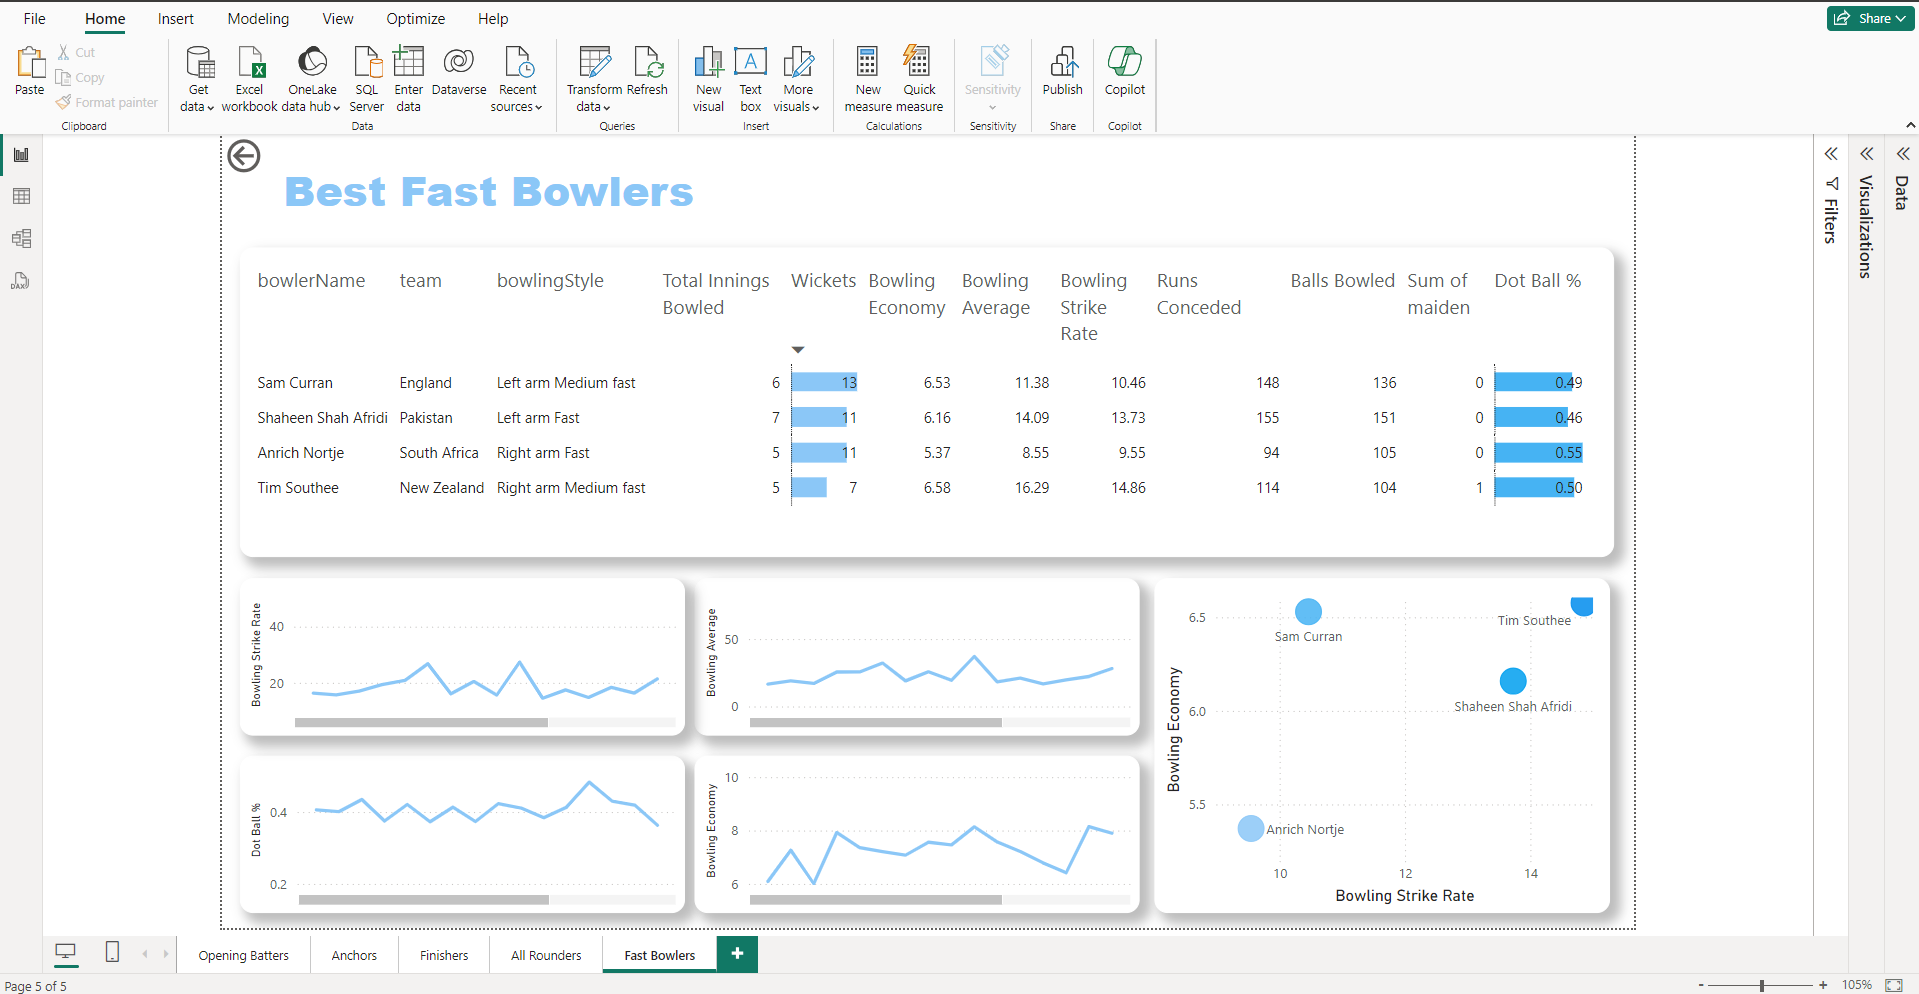 File Home Insert Modeling View Optimize Help
Share
Paste
Cut
Copy
Format painter
Clipboard
Get data
Excel workbook
OneLake data hub
SQL Server
Enter data
Dataverse
Recent sources
Data
Transform data
Refresh
Queries
New visual
Text box
More visuals
Insert
New measure
Quick measure
Calculations
Sensitivity
Sensitivity
Publish
Share
Copilot
Copilot
Best Fast Bowlers
bowlerName team bowlingStyle Total Innings Bowled Wickets Bowling Economy Bowling Average Bowling Strike Rate Runs Conceded Balls Bowled Sum of maiden Dot Ball %
Sam Curran England Left arm Medium fast 6 13 6.53 11.38 10.46 148 136 0 0.49
Shaheen Shah Afridi Pakistan Left arm Fast 7 11 6.16 14.09 13.73 155 151 0 0.46
Anrich Nortje South Africa Right arm Fast 5 11 5.37 8.55 9.55 94 105 0 0.55
Tim Southee New Zealand Right arm Medium fast 5 7 6.58 16.29 14.86 114 104 1 0.50
Bowling Strike Rate
40
20
Bowling Average
50
0
Dot Ball %
0.4
0.2
Bowling Economy
10
8
6
Bowling Economy
6.5
6.0
5.5
Sam Curran
Tim Southee
Shaheen Shah Afridi
Anrich Nortje
10 12 14
Bowling Strike Rate
Filters
Visualizations
Data
DAX
Opening Batters Anchors Finishers All Rounders Fast Bowlers +
Page 5 of 5
- + 105%